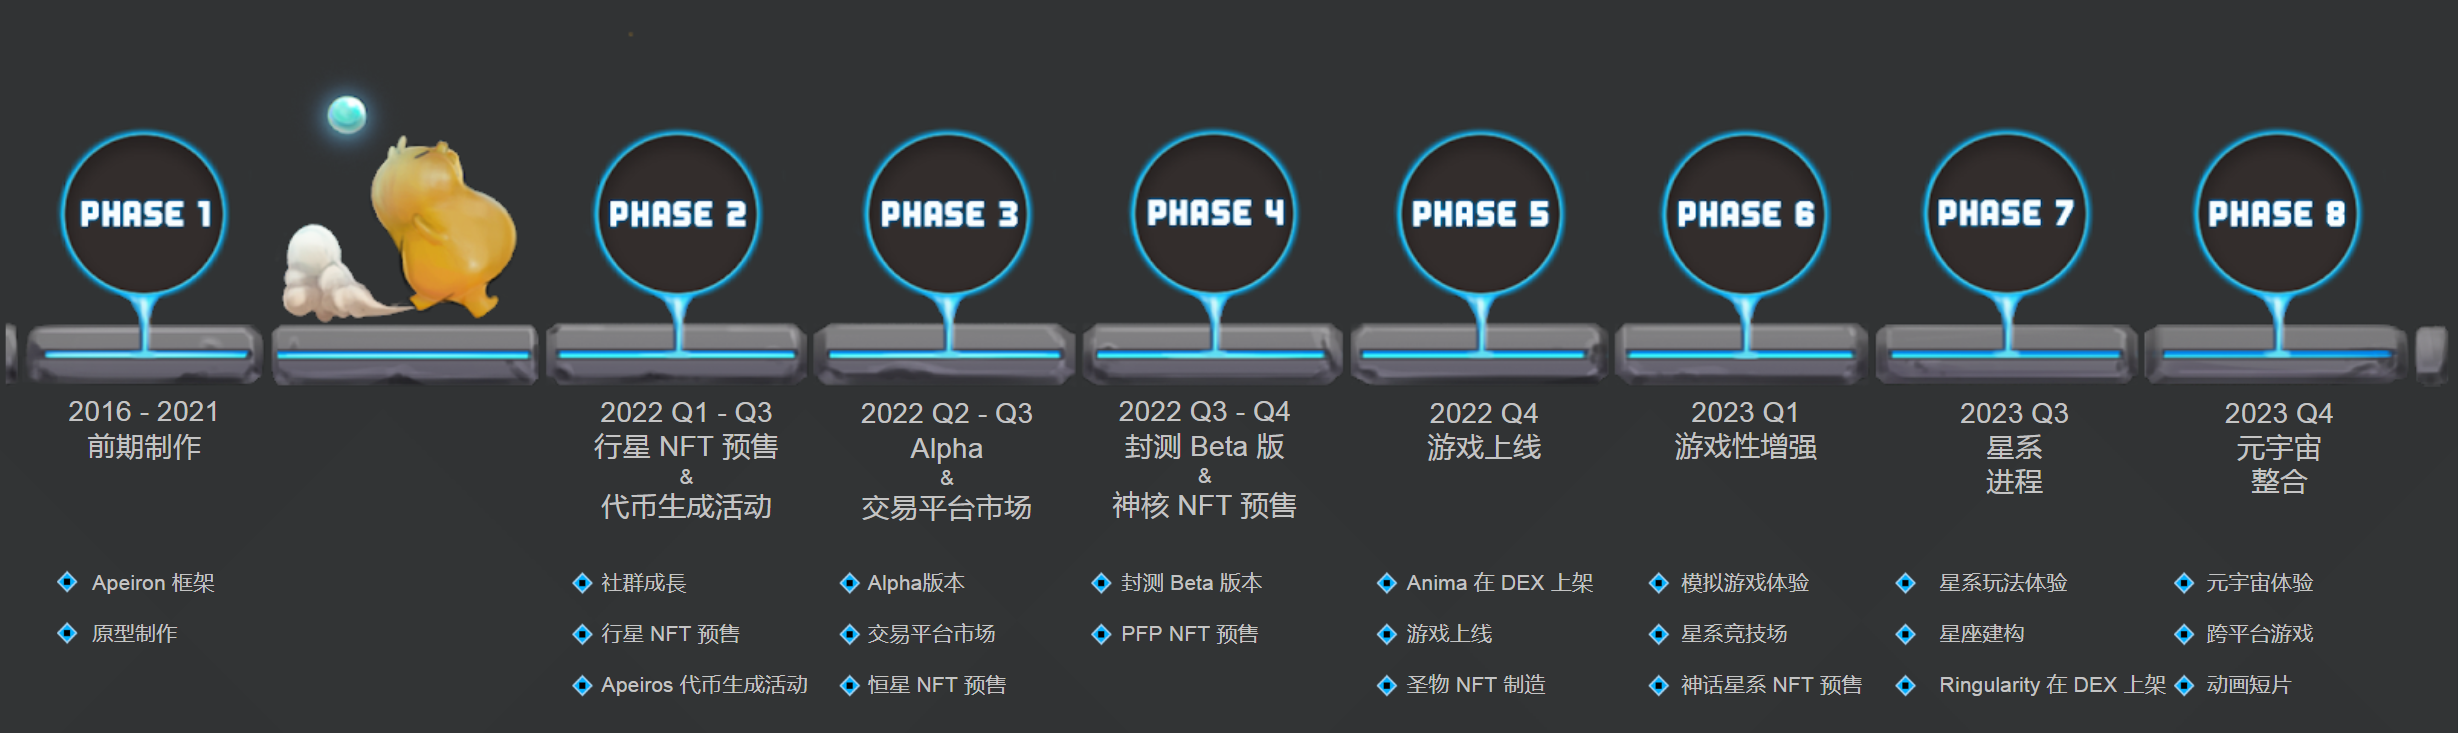 PHASE 1
2016 - 2021
前期制作
Apeiron 框架
原型制作
PHASE 2
2022 Q1 - Q3
行星 NFT 预售
&
代币生成活动
社群成長
行星 NFT 预售
Apeiros 代币生成活动
PHASE 3
2022 Q2 - Q3
Alpha
&
交易平台市场
Alpha版本
交易平台市场
恒星 NFT 预售
PHASE 4
2022 Q3 - Q4
封测 Beta 版
&
神核 NFT 预售
封测 Beta 版本
PFP NFT 预售
PHASE 5
2022 Q4
游戏上线
Anima 在 DEX 上架
游戏上线
圣物 NFT 制造
PHASE 6
2023 Q1
游戏性增强
模拟游戏体验
星系竞技场
神话星系 NFT 预售
PHASE 7
2023 Q3
星系
进程
星系玩法体验
星座建构
Ringularity 在 DEX 上架
PHASE 8
2023 Q4
元宇宙
整合
元宇宙体验
跨平台游戏
动画短片